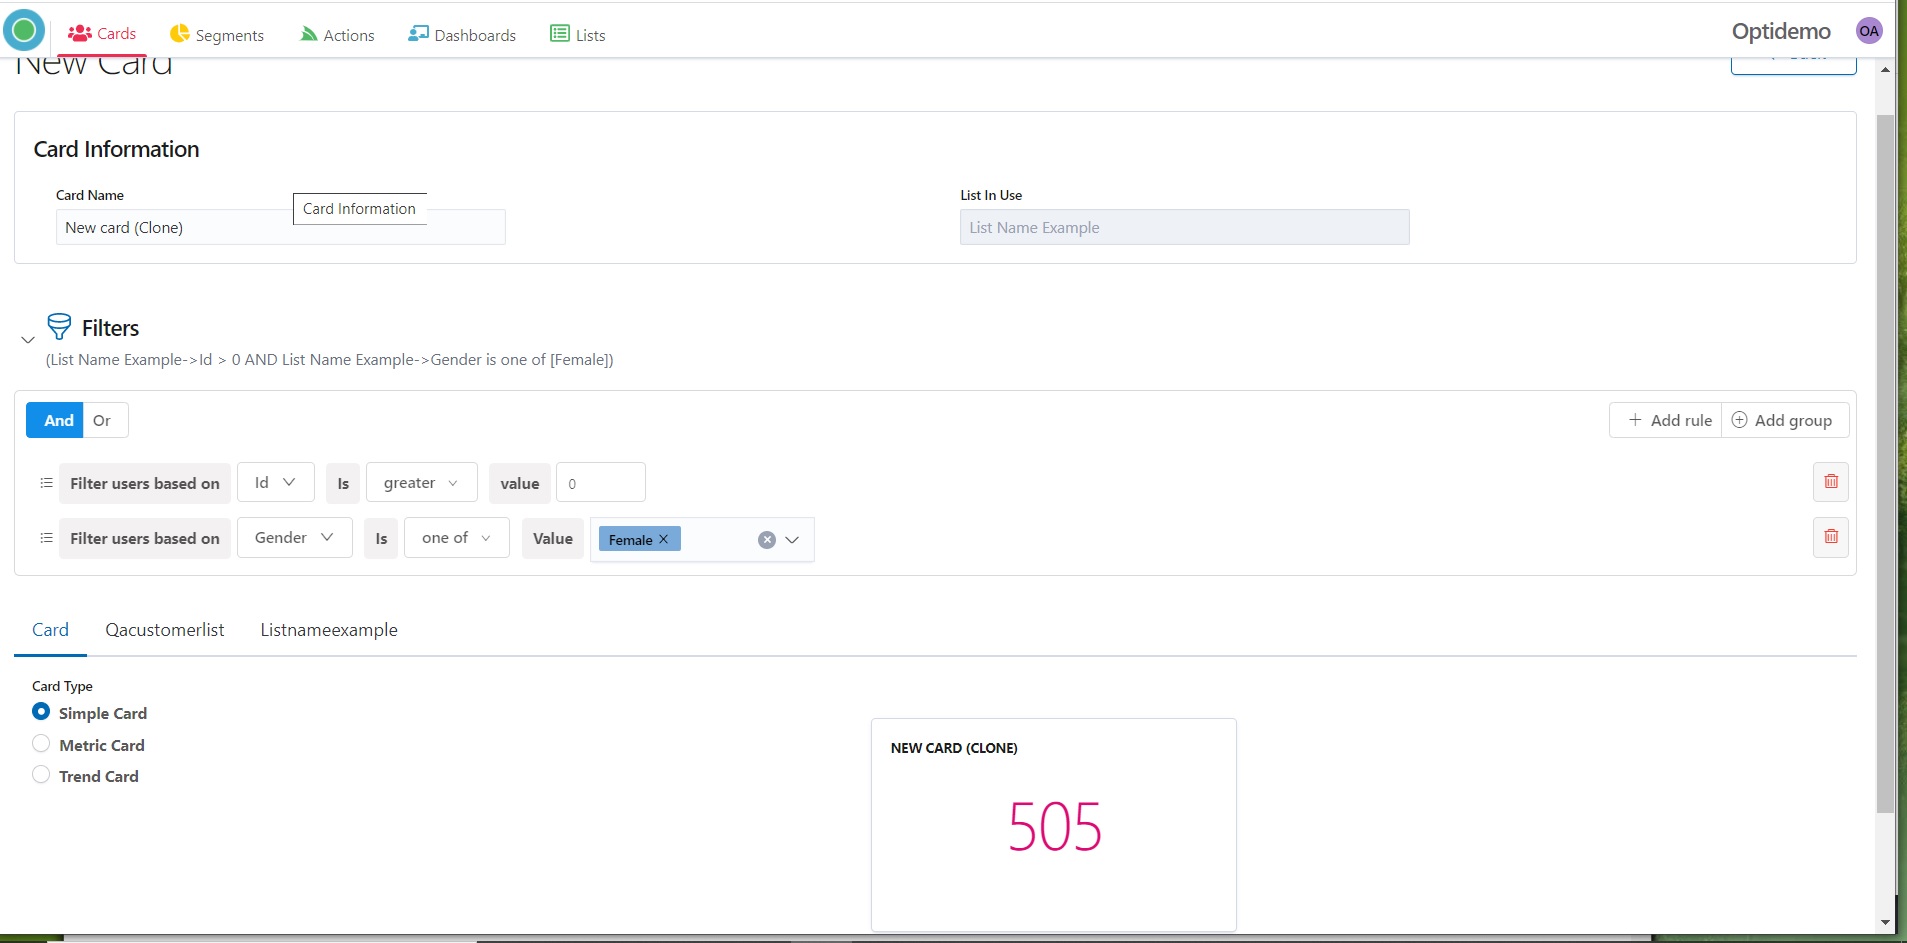 Cards Segments Actions Dashboards Lists Optidemo OA
New Card
Card Information
Card Name List In Use
Card Information
New card (Clone) List Name Example
Filters
(List Name Example->Id > 0 AND List Name Example->Gender is one of [Female])
And Or + Add rule Add group
Filter users based on Id Is greater value 0
Filter users based on Gender Is one of Value Female ×
Card Qacustomerlist Listnameexample
Card Type
Simple Card
Metric Card
Trend Card
NEW CARD (CLONE)
505